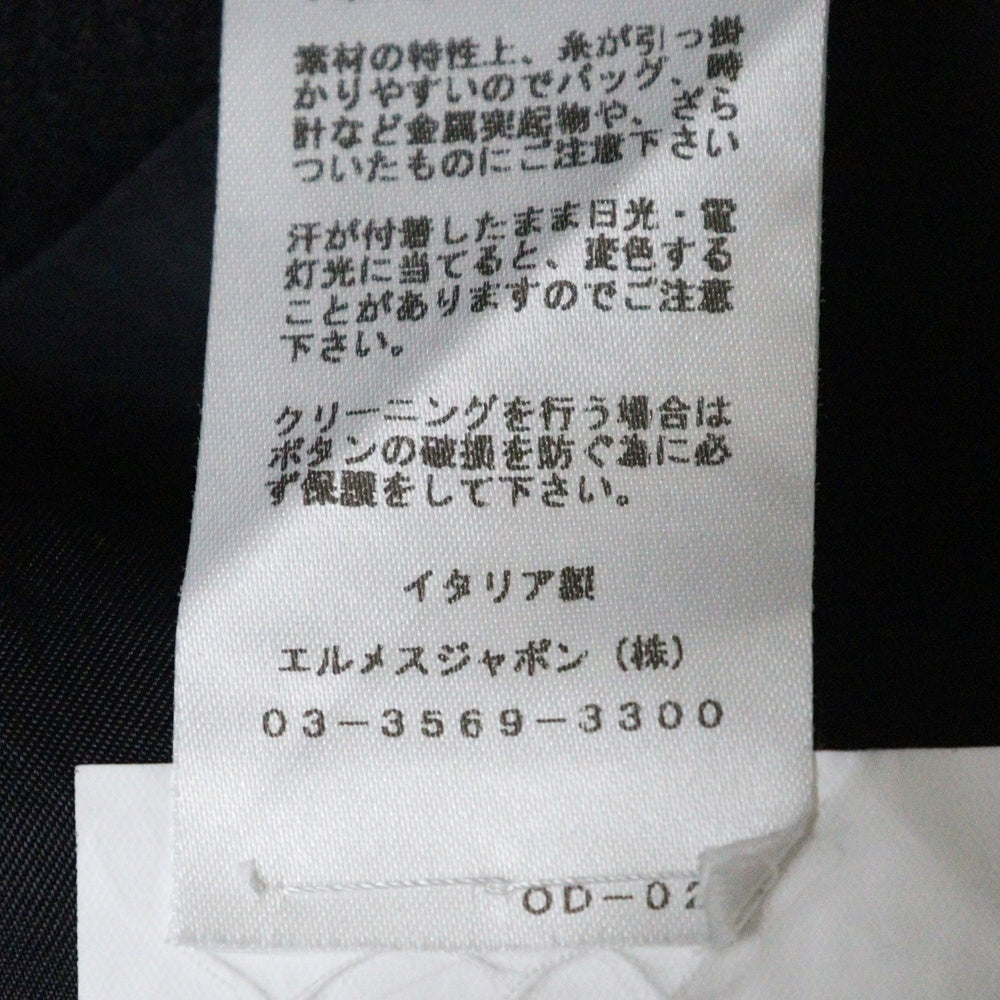 素材の特性上、糸が引っ掛
かりやすいのでバッグ、時
計など金属突起物や、ざら
ついたものにご注意下さい
汗が付着したまま日光・電
灯光に当てると、変色する
ことがありますのでご注意
下さい。
クリーニングを行う場合は
ボタンの破損を防ぐ為に必
ず保護をして下さい。
イタリア製
エルメスジャポン（株）
03-3569-3300
OD-02